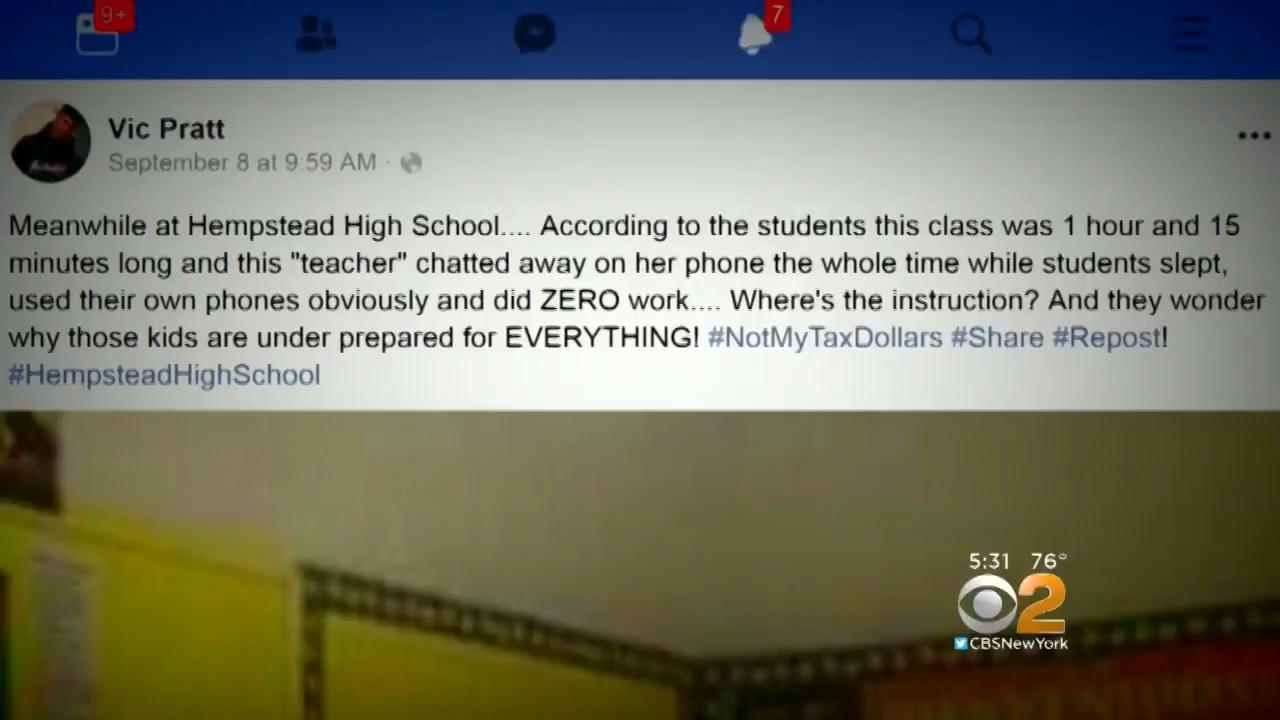 9+
7
Vic Pratt
September 8 at 9:59 AM ·
Meanwhile at Hempstead High School.... According to the students this class was 1 hour and 15
minutes long and this "teacher" chatted away on her phone the whole time while students slept,
used their own phones obviously and did ZERO work.... Where's the instruction? And they wonder
why those kids are under prepared for EVERYTHING! #NotMyTaxDollars #Share #Repost!
#HempsteadHighSchool
5:31 76°
2
CBSNewYork